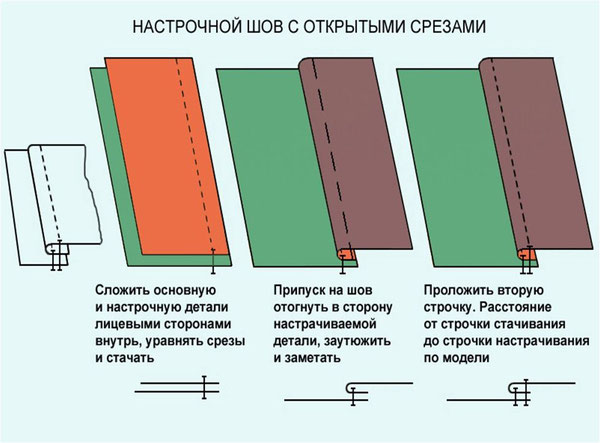 НАСТРОЧНОЙ ШОВ С ОТКРЫТЫМИ СРЕЗАМИ
Сложить основную
и настрочную детали
лицевыми сторонами
внутрь, уравнять срезы
и стачать
Припуск на шов
отогнуть в сторону
настрачиваемой
детали, заутюжить
и заметать
Проложить вторую
строчку. Расстояние
от строчки стачивания
до строчки настрачивания
по модели